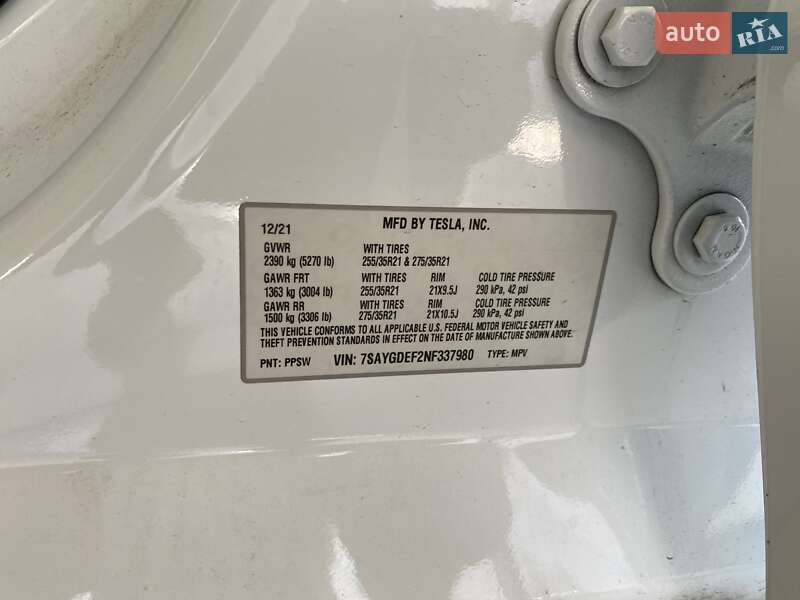 auto RIA.com
12/21 MFD BY TESLA, INC.
GVWR WITH TIRES
2390 kg (5270 lb) 255/35R21 & 275/35R21
GAWR FRT WITH TIRES RIM COLD TIRE PRESSURE
1363 kg (3004 lb) 255/35R21 21X9.5J 290 kPa, 42 psi
GAWR RR WITH TIRES RIM COLD TIRE PRESSURE
1500 kg (3306 lb) 275/35R21 21X10.5J 290 kPa, 42 psi
THIS VEHICLE CONFORMS TO ALL APPLICABLE U.S. FEDERAL MOTOR VEHICLE SAFETY AND
THEFT PREVENTION STANDARDS IN EFFECT ON THE DATE OF MANUFACTURE SHOWN ABOVE.
PNT: PPSW VIN: 7SAYGDEF2NF337980 TYPE: MPV